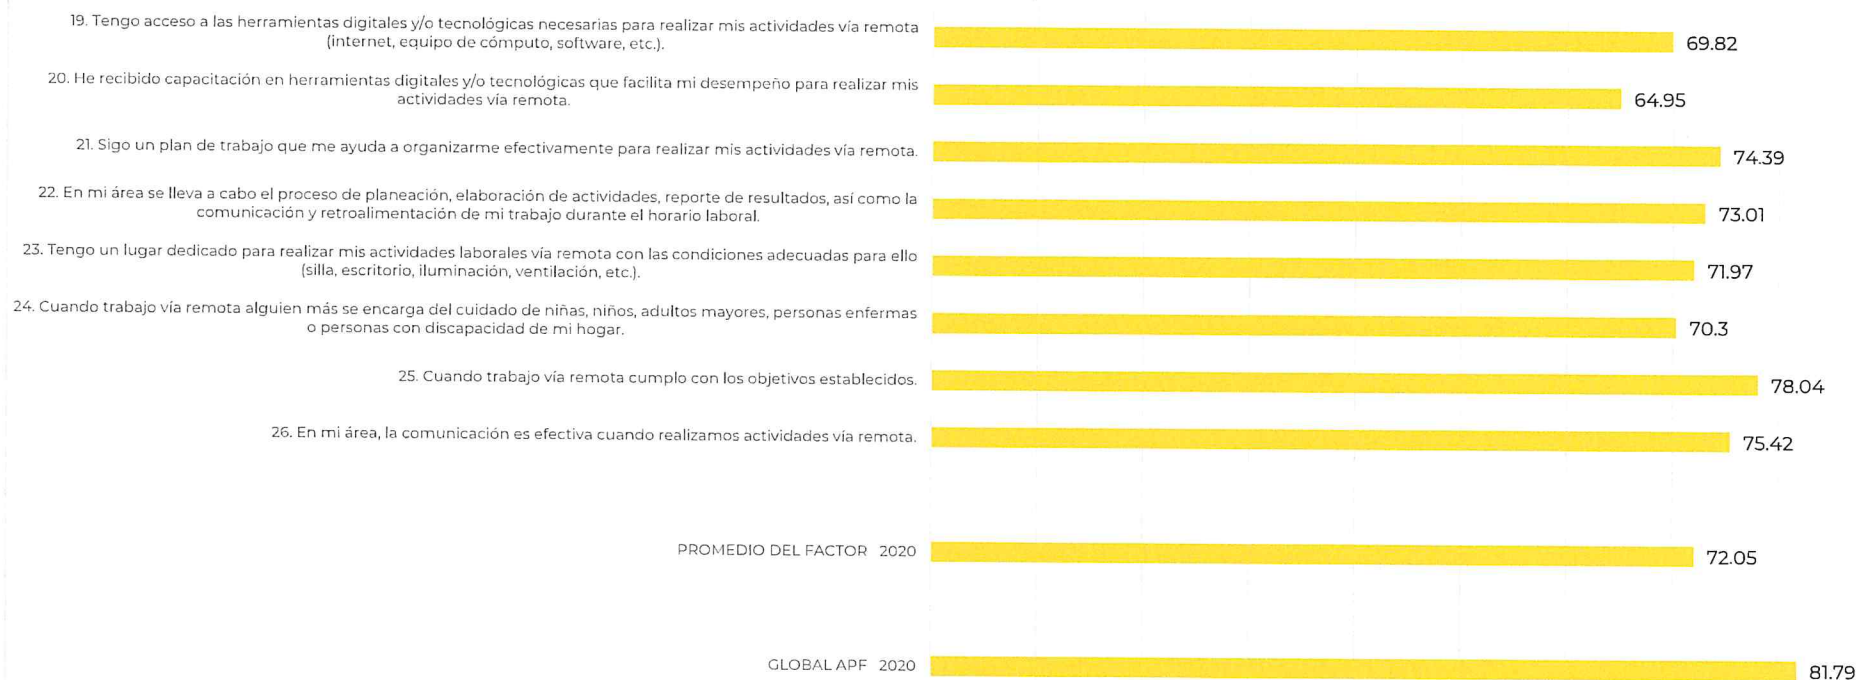 19. Tengo acceso a las herramientas digitales y/o tecnológicas necesarias para realizar mis actividades vía remota
(internet, equipo de cómputo, software, etc.).
69.82
20. He recibido capacitación en herramientas digitales y/o tecnológicas que facilita mi desempeño para realizar mis
actividades vía remota.
64.95
21. Sigo un plan de trabajo que me ayuda a organizarme efectivamente para realizar mis actividades vía remota.
74.39
22. En mi área se lleva a cabo el proceso de planeación, elaboración de actividades, reporte de resultados, así como la
comunicación y retroalimentación de mi trabajo durante el horario laboral.
73.01
23. Tengo un lugar dedicado para realizar mis actividades laborales vía remota con las condiciones adecuadas para ello
(silla, escritorio, iluminación, ventilación, etc.).
71.97
24. Cuando trabajo vía remota alguien más se encarga del cuidado de niñas, niños, adultos mayores, personas enfermas
o personas con discapacidad de mi hogar.
70.3
25. Cuando trabajo vía remota cumplo con los objetivos establecidos.
78.04
26. En mi área, la comunicación es efectiva cuando realizamos actividades vía remota.
75.42
PROMEDIO DEL FACTOR 2020
72.05
GLOBAL APF 2020
81.79